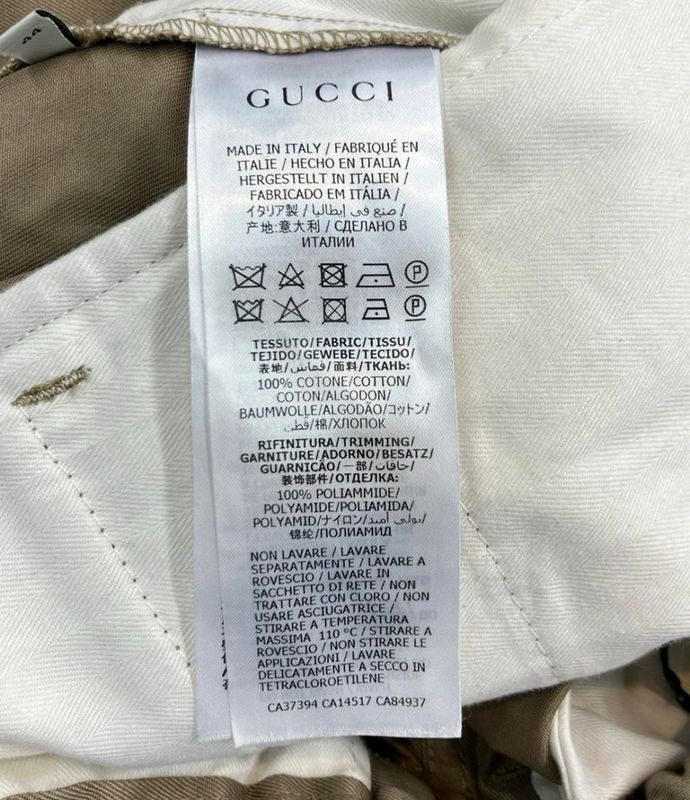 44
GUCCI
MADE IN ITALY / FABRIQUÉ EN
ITALIE / HECHO EN ITALIA /
HERGESTELLT IN ITALIEN /
FABRICADO EM ITÁLIA /
イタリア製 / صنع في إيطاليا /
产地:意大利 / СДЕЛАНО В
ИТАЛИИ
P
P
TESSUTO/FABRIC/TISSU/
TEJIDO/GEWEBE/TECIDO/
表地/قماش/面料/ТКАНЬ:
100% COTONE/COTTON/
COTON/ALGODON/
BAUMWOLLE/ALGODÃO/コットン/
قطن/棉/ХЛОПОК
RIFINITURA/TRIMMING/
GARNITURE/ADORNO/BESATZ/
GUARNICÃO/一部/حافات/
装饰部件/ОТДЕЛКА:
100% POLIAMMIDE/
POLYAMIDE/POLIAMIDA/
POLYAMID/ナイロン/بولي أميد/
锦纶/ПОЛИАМИД
NON LAVARE / LAVARE
SEPARATAMENTE / LAVARE A
ROVESCIO / LAVARE IN
SACCHETTO DI RETE / NON
TRATTARE CON CLORO / NON
USARE ASCIUGATRICE /
STIRARE A TEMPERATURA
MASSIMA 110 °C / STIRARE A
ROVESCIO / NON STIRARE LE
APPLICAZIONI / LAVARE
DELICATAMENTE A SECCO IN
TETRACLOROETILENE
CA37394 CA14517 CA84937